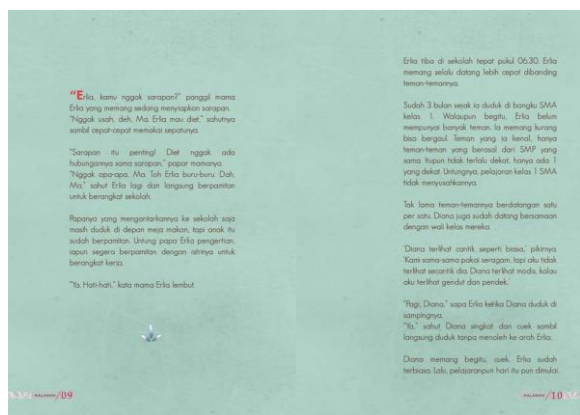 "Erlia, kamu nggak sarapan?" panggil mama
Erlia yang memang sedang menyiapkan sarapan.
"Nggak usah, deh, Ma. Erlia mau diet," sahutnya
sambil cepat-cepat memakai sepatunya.
"Sarapan itu penting! Diet nggak ada
hubungannya sama sarapan," papar mamanya.
"Nggak apa-apa, Ma. Toh Erlia buru-buru. Dah,
Ma," sahut Erlia lagi dan langsung berpamitan
untuk berangkat sekolah.
Papanya yang mengantarkannya ke sekolah saja
masih duduk di depan meja makan, tapi anak itu
sudah berpamitan. Untung papa Erlia pengertian,
iapun segera berpamitan dengan istrinya untuk
berangkat kerja.
"Ya. Hati-hati," kata mama Erlia lembut.
HALAMAN /09
Erlia tiba di sekolah tepat pukul 06.30. Erlia
memang selalu datang lebih cepat dibanding
teman-temannya.
Sudah 3 bulan sejak ia duduk di bangku SMA
kelas 1. Walaupun begitu, Erlia belum
mempunyai banyak teman. Ia memang kurang
bisa bergaul. Teman yang ia kenal, hanya
teman-teman yang berasal dari SMP yang
sama. Itupun tidak terlalu dekat, hanya ada 1
yang dekat. Untungnya, pelajaran kelas 1 SMA
tidak menyusahkannya.
Tak lama teman-temannya berdatangan satu
per satu. Diana juga sudah datang bersamaan
dengan wali kelas mereka.
'Diana terlihat cantik seperti biasa,' pikirnya.
'Kami sama-sama pakai seragam, tapi aku tidak
terlihat secantik dia. Diana terlihat modis, kalau
aku terlihat gendut dan pendek.'
"Pagi, Diana," sapa Erlia ketika Diana duduk di
sampingnya.
"Ya," sahut Diana singkat dan cuek sambil
langsung duduk tanpa menoleh ke arah Erlia.
Diana memang begitu, cuek. Erlia sudah
terbiasa. Lalu, pelajaranpun hari itu pun dimulai.
HALAMAN /10